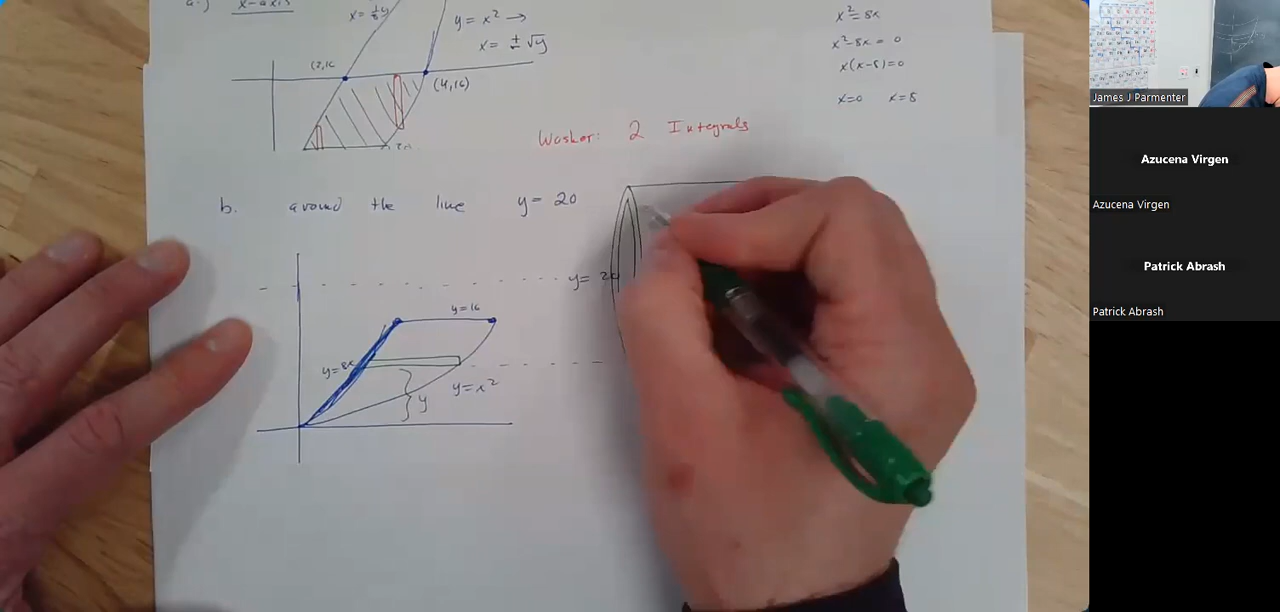 a.)
x-axis
x = 1/8 y
y = x² →
x = ±√y
(2,16
(4,16)
x² = 8x
x² - 8x = 0
x(x-8)=0
x=0 x=8
Washer: 2 Integrals
b. around the line y = 20
y = 20
y=16
y=8x
y=x²
y
James J Parmenter
Azucena Virgen
Azucena Virgen
Patrick Abrash
Patrick Abrash